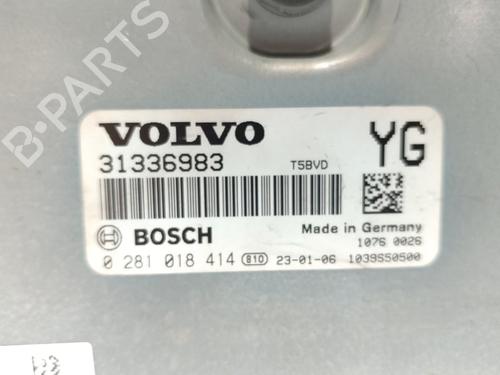 VOLVO YG
31336983 T5BVD
BOSCH Made in Germany
1076 0026
0 281 018 414 810 23-01-06 1039S50500